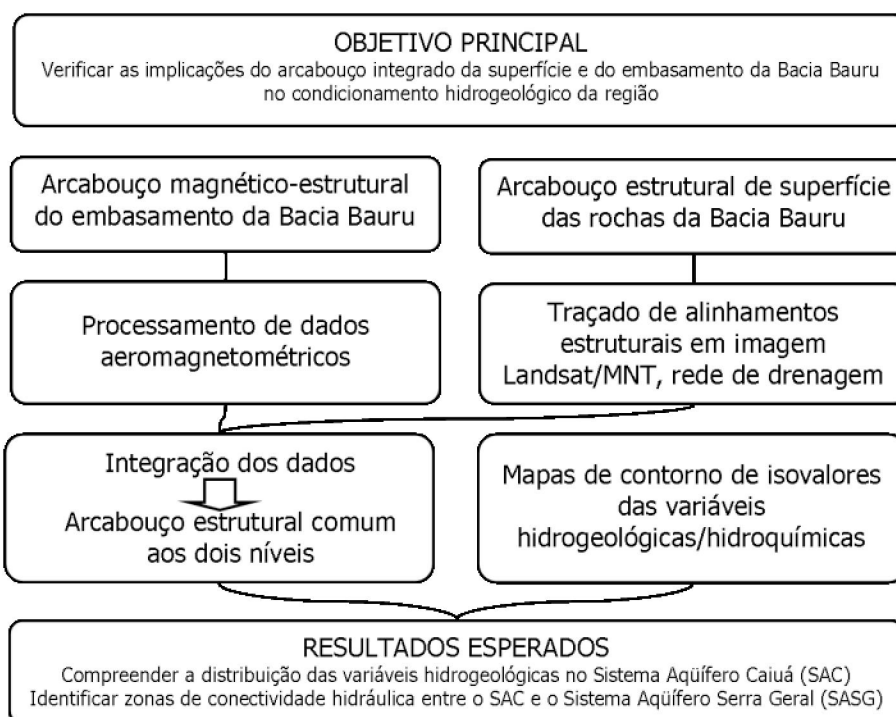 OBJETIVO PRINCIPAL
Verificar as implicações do arcabouço integrado da superfície e do embasamento da Bacia Bauru
no condicionamento hidrogeológico da região
Arcabouço magnético-estrutural
do embasamento da Bacia Bauru
Arcabouço estrutural de superfície
das rochas da Bacia Bauru
Processamento de dados
aeromagnetométricos
Traçado de alinhamentos
estruturais em imagem
Landsat/MNT, rede de drenagem
Integração dos dados
Arcabouço estrutural comum
aos dois níveis
Mapas de contorno de isovalores
das variáveis
hidrogeológicas/hidroquímicas
RESULTADOS ESPERADOS
Compreender a distribuição das variáveis hidrogeológicas no Sistema Aqüífero Caiuá (SAC)
Identificar zonas de conectividade hidráulica entre o SAC e o Sistema Aqüífero Serra Geral (SASG)